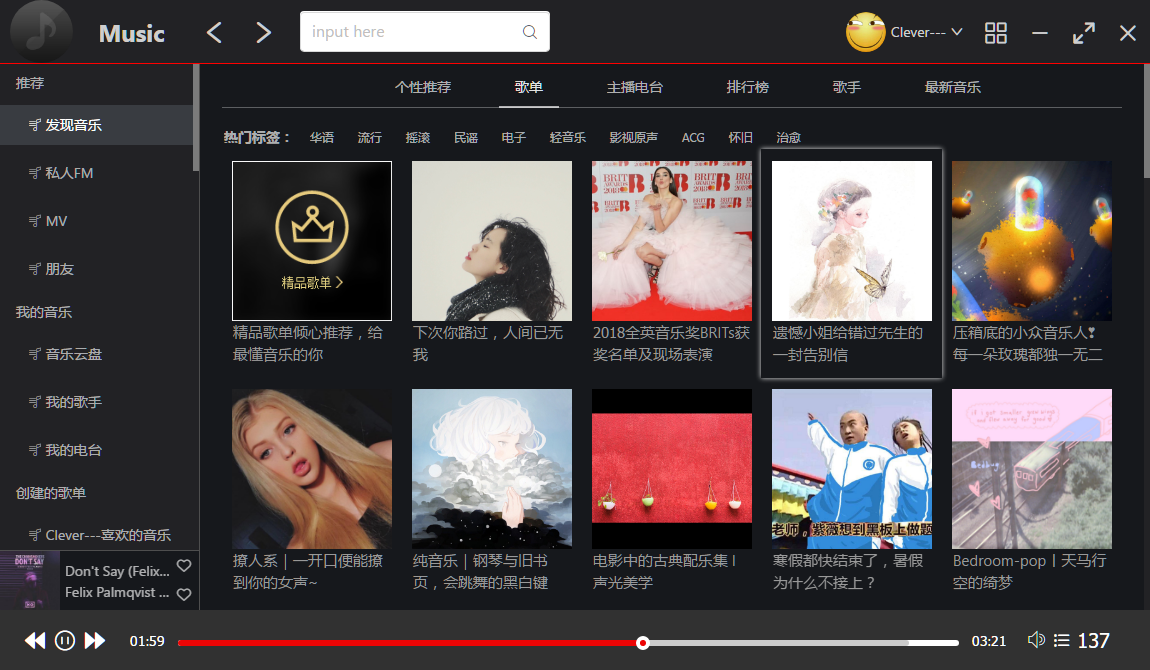 Music
input here
Clever---
推荐
发现音乐
私人FM
MV
朋友
我的音乐
音乐云盘
我的歌手
我的电台
创建的歌单
Clever---喜欢的音乐
个性推荐
歌单
主播电台
排行榜
歌手
最新音乐
热门标签：
华语
流行
摇滚
民谣
电子
轻音乐
影视原声
ACG
怀旧
治愈
精品歌单
精品歌单倾心推荐，给
最懂音乐的你
下次你路过，人间已无
我
2018全英音乐奖BRITs获
奖名单及现场表演
遗憾小姐给错过先生的
一封告别信
压箱底的小众音乐人❣
每一朵玫瑰都独一无二
撩人系｜一开口便能撩
到你的女声~
纯音乐｜钢琴与旧书
页，会跳舞的黑白键
电影中的古典配乐集 I
声光美学
老师，紫薇想到黑板上做题
寒假都快结束了，暑假
为什么不接上？
Bedroom-pop丨天马行
空的绮梦
DON'T SAY
Don't Say (Felix...
Felix Palmqvist ...
01:59
03:21
137